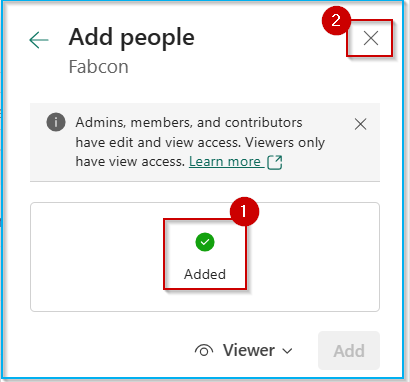 2
Add people
Fabcon
Admins, members, and contributors
have edit and view access. Viewers only
have view access. Learn more
1
Added
Viewer
Add